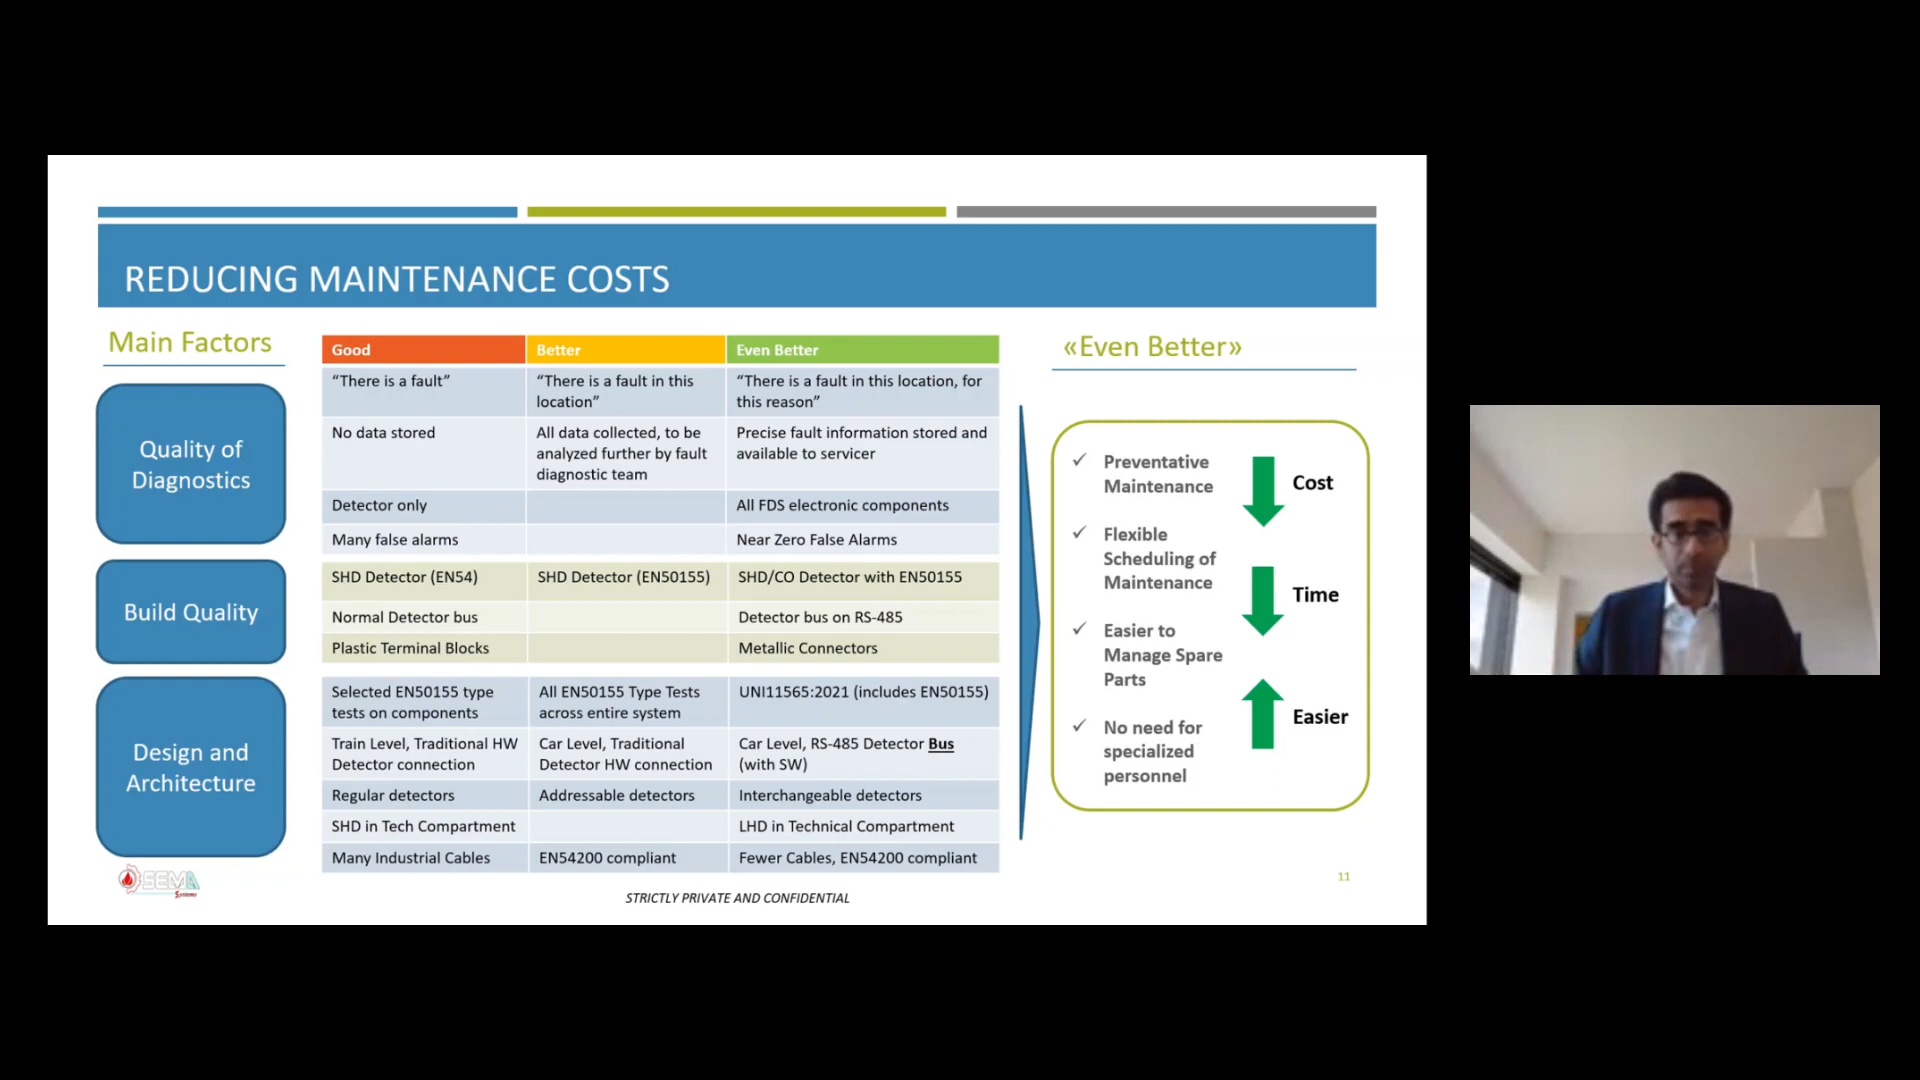 REDUCING MAINTENANCE COSTS
Main Factors
Quality of
Diagnostics
Build Quality
Design and
Architecture
Good
Better
Even Better
“There is a fault”
“There is a fault in this
location”
“There is a fault in this location, for
this reason”
No data stored
All data collected, to be
analyzed further by fault
diagnostic team
Precise fault information stored and
available to servicer
Detector only
All FDS electronic components
Many false alarms
Near Zero False Alarms
SHD Detector (EN54)
SHD Detector (EN50155)
SHD/CO Detector with EN50155
Normal Detector bus
Detector bus on RS-485
Plastic Terminal Blocks
Metallic Connectors
Selected EN50155 type
tests on components
All EN50155 Type Tests
across entire system
UNI11565:2021 (includes EN50155)
Train Level, Traditional HW
Detector connection
Car Level, Traditional
Detector HW connection
Car Level, RS-485 Detector Bus
(with SW)
Regular detectors
Addressable detectors
Interchangeable detectors
SHD in Tech Compartment
LHD in Technical Compartment
Many Industrial Cables
EN54200 compliant
Fewer Cables, EN54200 compliant
«Even Better»
✓ Preventative
Maintenance
✓ Flexible
Scheduling of
Maintenance
✓ Easier to
Manage Spare
Parts
✓ No need for
specialized
personnel
Cost
Time
Easier
SEMA
Systems
STRICTLY PRIVATE AND CONFIDENTIAL
11